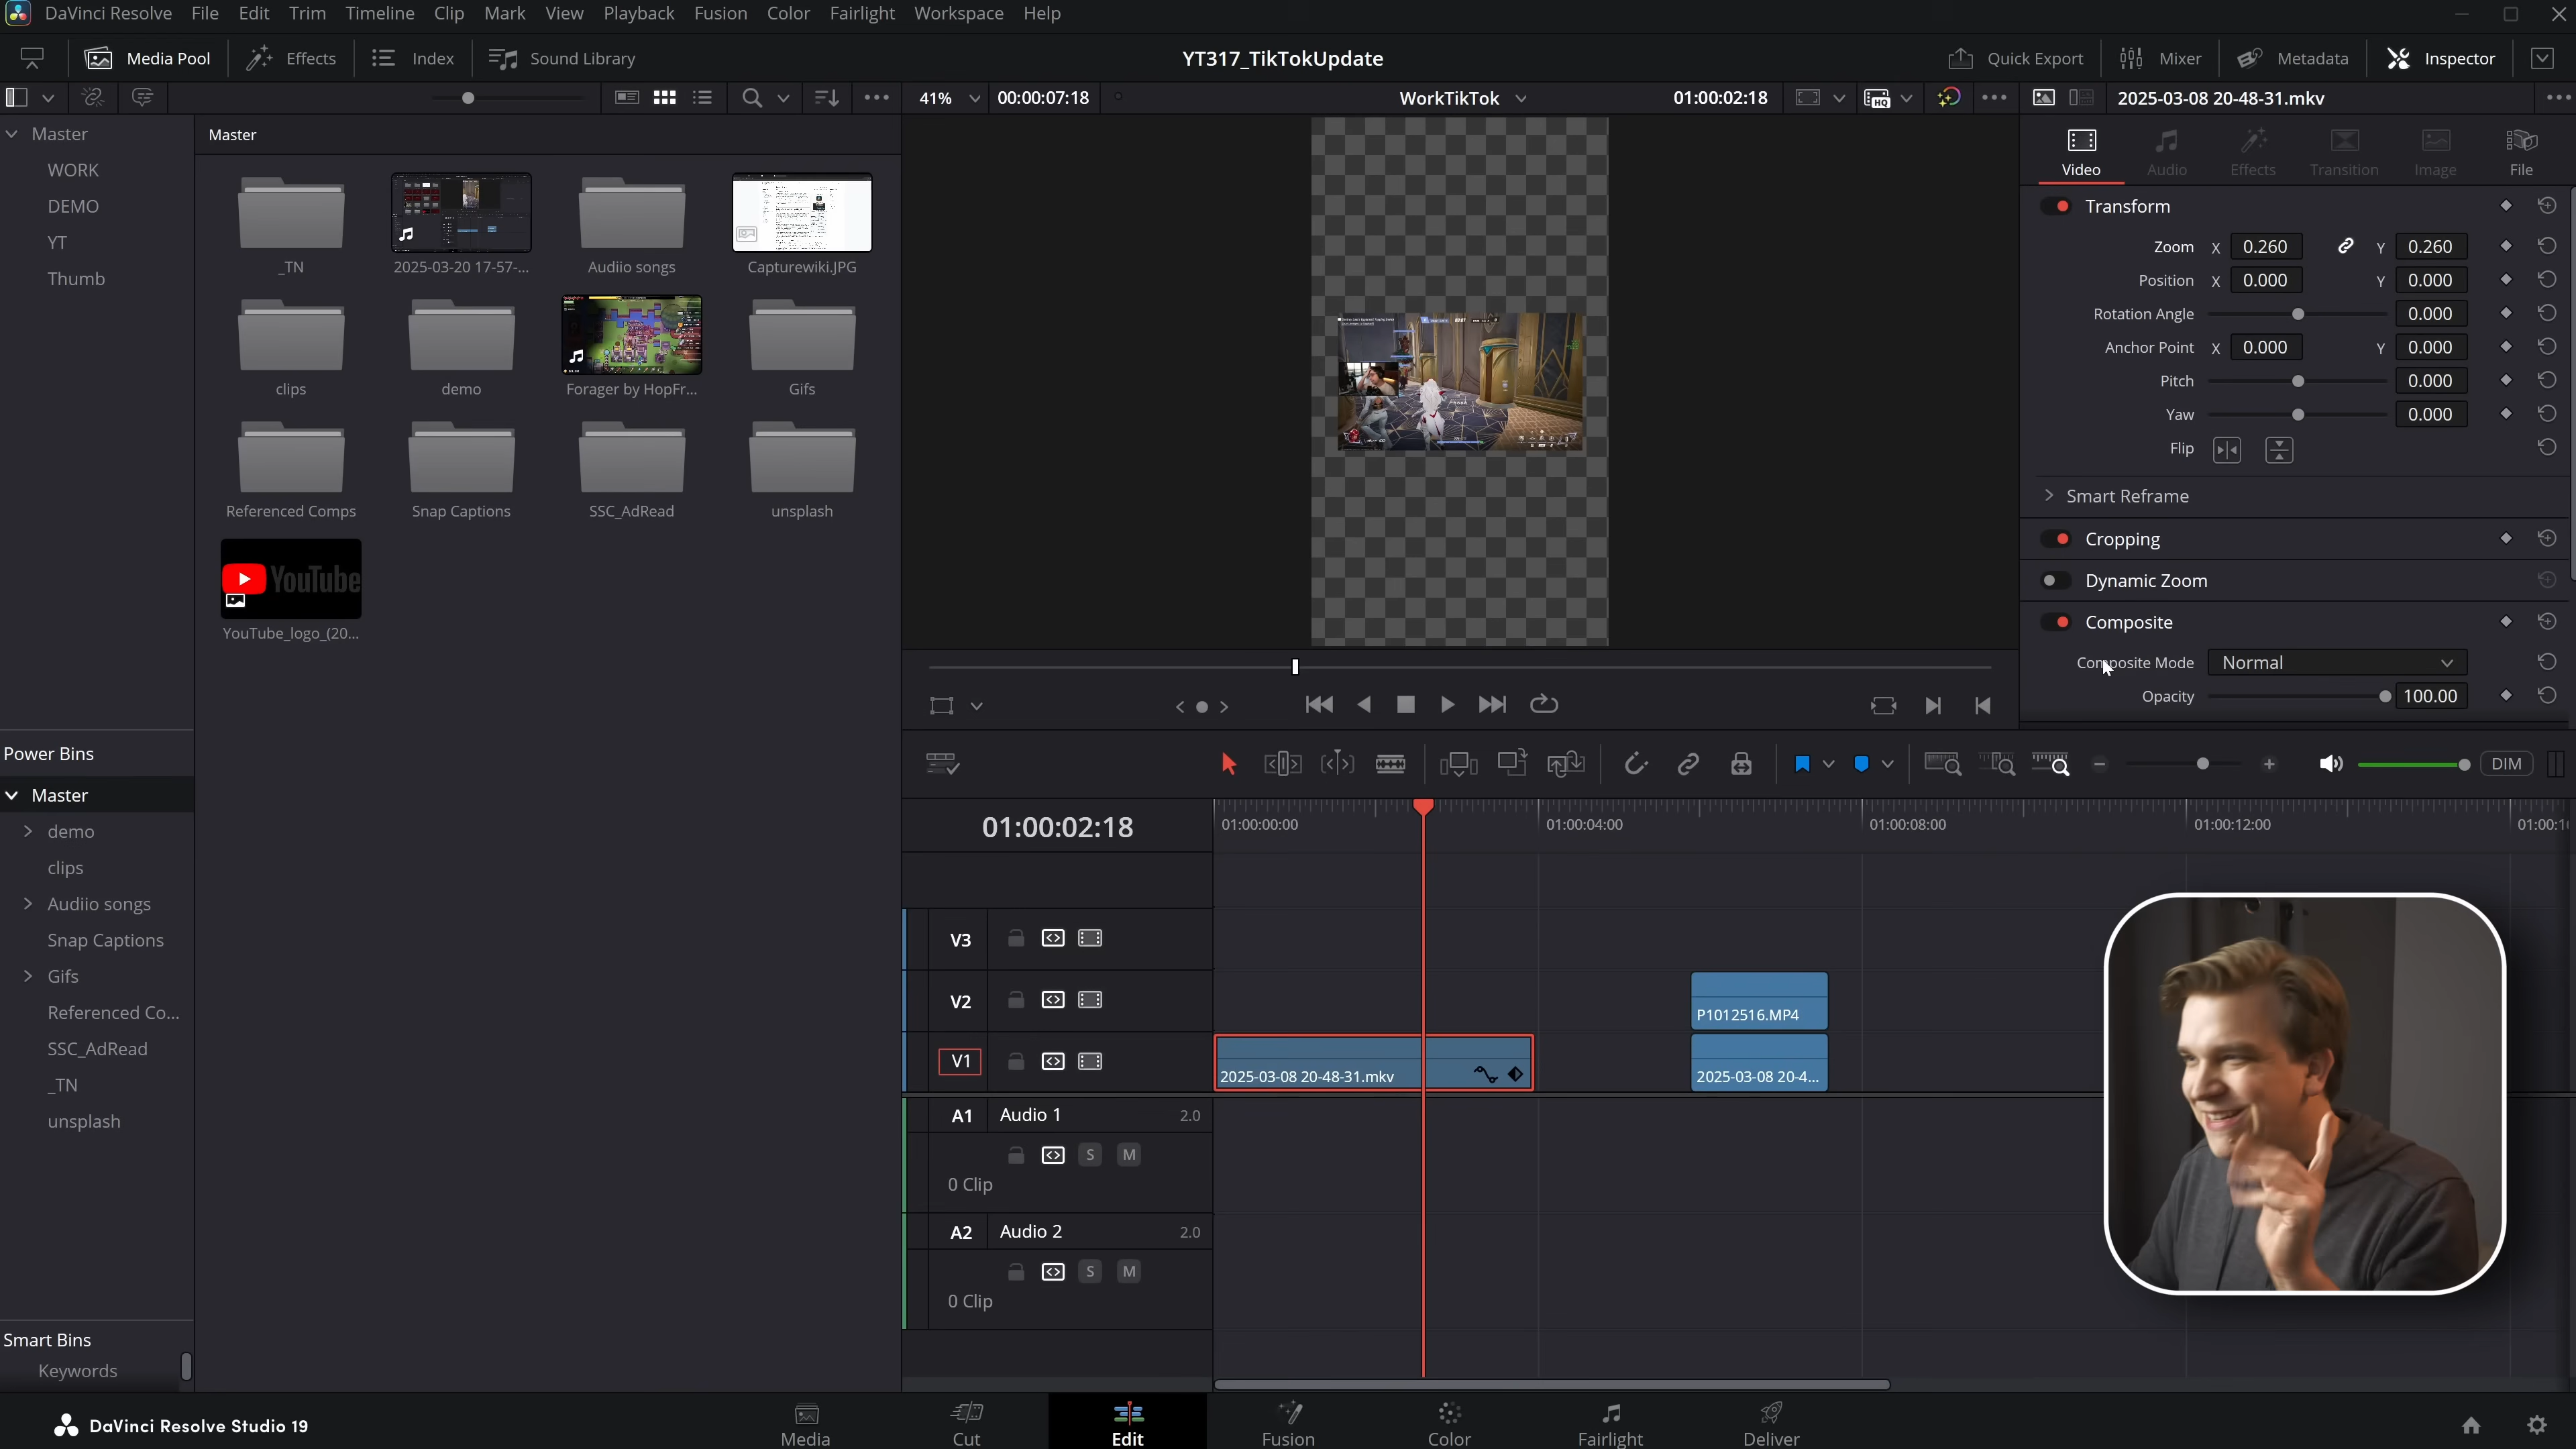 DaVinci Resolve File Edit Trim Timeline Clip Mark View Playback Fusion Color Fairlight Workspace Help
Media Pool Effects Index Sound Library YT317_TikTokUpdate Quick Export Mixer Metadata Inspector
41% 00:00:07:18 WorkTikTok 01:00:02:18 HQ 2025-03-08 20-48-31.mkv
Master
WORK
DEMO
YT
Thumb
Master
_TN
2025-03-20 17-57-...
Audiio songs
Capturewiki.JPG
clips
demo
Forager by HopFr...
Gifs
Referenced Comps
Snap Captions
SSC_AdRead
unsplash
YouTube
YouTube_logo_(20...
Video Audio Effects Transition Image File
Transform
Zoom X 0.260 Y 0.260
Position X 0.000 Y 0.000
Rotation Angle 0.000
Anchor Point X 0.000 Y 0.000
Pitch 0.000
Yaw 0.000
Flip
Smart Reframe
Cropping
Dynamic Zoom
Composite
Composite Mode Normal
Opacity 100.00
Power Bins
Master
demo
clips
Audiio songs
Snap Captions
Gifs
Referenced Co...
SSC_AdRead
_TN
unsplash
Smart Bins
Keywords
DIM
01:00:02:18
01:00:00:00 01:00:04:00 01:00:08:00 01:00:12:00
V3
V2
P1012516.MP4
V1
2025-03-08 20-48-31.mkv
2025-03-08 20-4...
A1 Audio 1 2.0
S M
0 Clip
A2 Audio 2 2.0
S M
0 Clip
DaVinci Resolve Studio 19
Media Cut Edit Fusion Color Fairlight Deliver